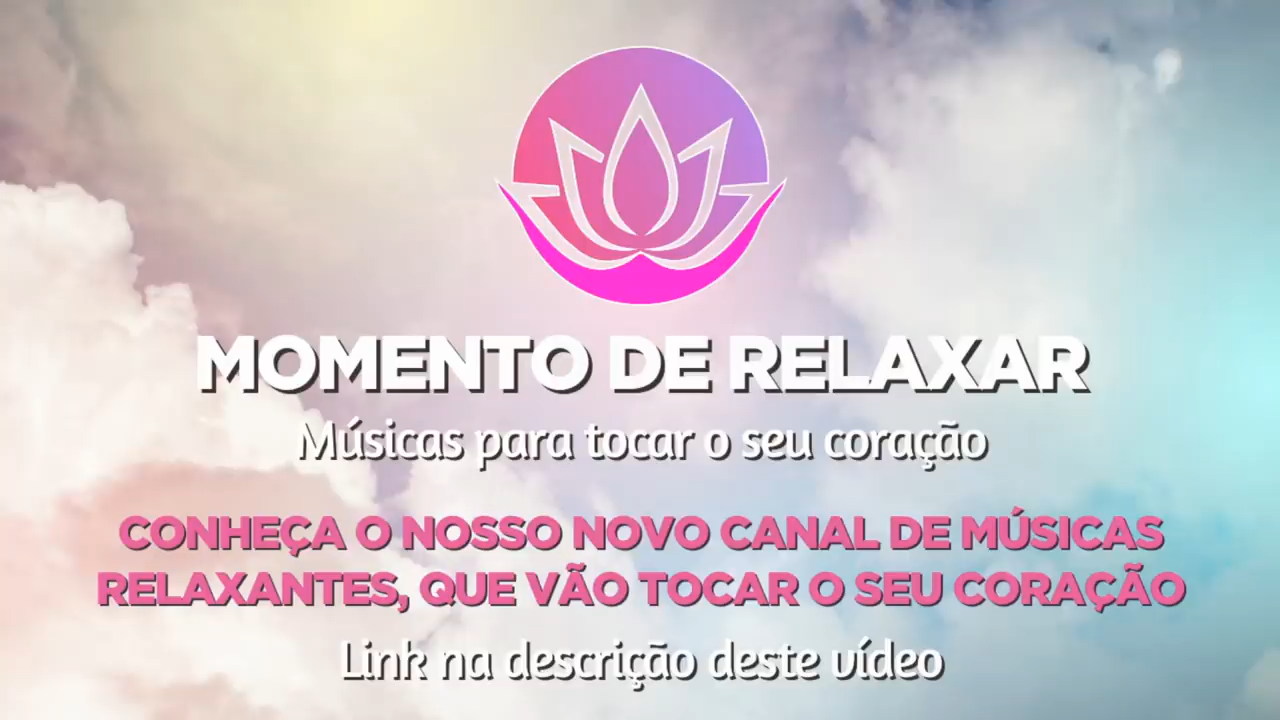 MOMENTO DE RELAXAR
Músicas para tocar o seu coração
CONHEÇA O NOSSO NOVO CANAL DE MÚSICAS
RELAXANTES, QUE VÃO TOCAR O SEU CORAÇÃO
Link na descrição deste vídeo